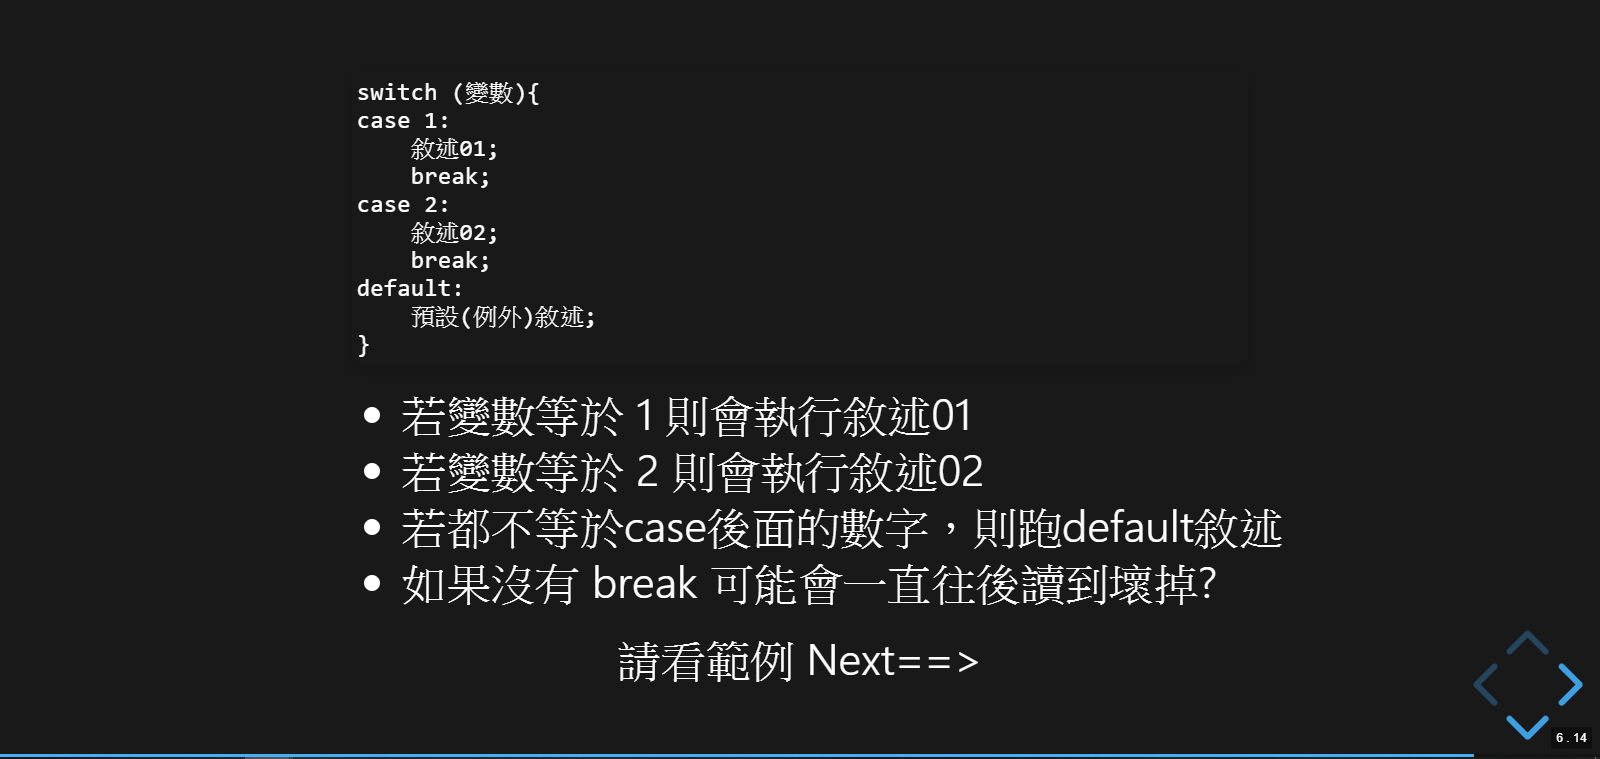 switch (變數){
case 1:
    敘述01;
    break;
case 2:
    敘述02;
    break;
default:
    預設(例外)敘述;
}
• 若變數等於 1 則會執行敘述01
• 若變數等於 2 則會執行敘述02
• 若都不等於case後面的數字，則跑default敘述
• 如果沒有 break 可能會一直往後讀到壞掉?
請看範例 Next==>
6 . 14